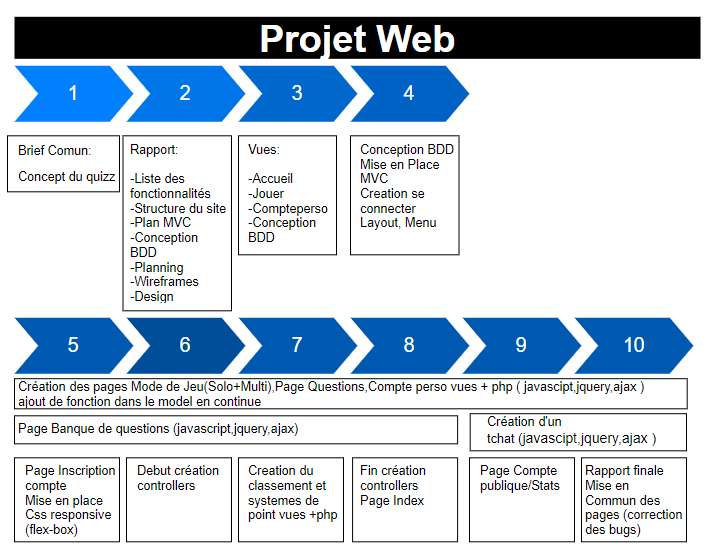 Projet Web
1
2
3
4
Brief Comun:
Concept du quizz
Rapport:
-Liste des
fonctionnalités
-Structure du site
-Plan MVC
-Conception
BDD
-Planning
-Wireframes
-Design
Vues:
-Accueil
-Jouer
-Compteperso
-Conception
BDD
Conception BDD
Mise en Place
MVC
Creation se
connecter
Layout, Menu
5
6
7
8
9
10
Création des pages Mode de Jeu(Solo+Multi),Page Questions,Compte perso vues + php ( javascipt,jquery,ajax )
ajout de fonction dans le model en continue
Page Banque de questions (javascript,jquery,ajax)
Création d'un
tchat (javascipt,jquery,ajax )
Page Inscription
compte
Mise en place
Css responsive
(flex-box)
Debut création
controllers
Creation du
classement et
systemes de
point vues +php
Fin création
controllers
Page Index
Page Compte
publique/Stats
Rapport finale
Mise en
Commun des
pages (correction
des bugs)